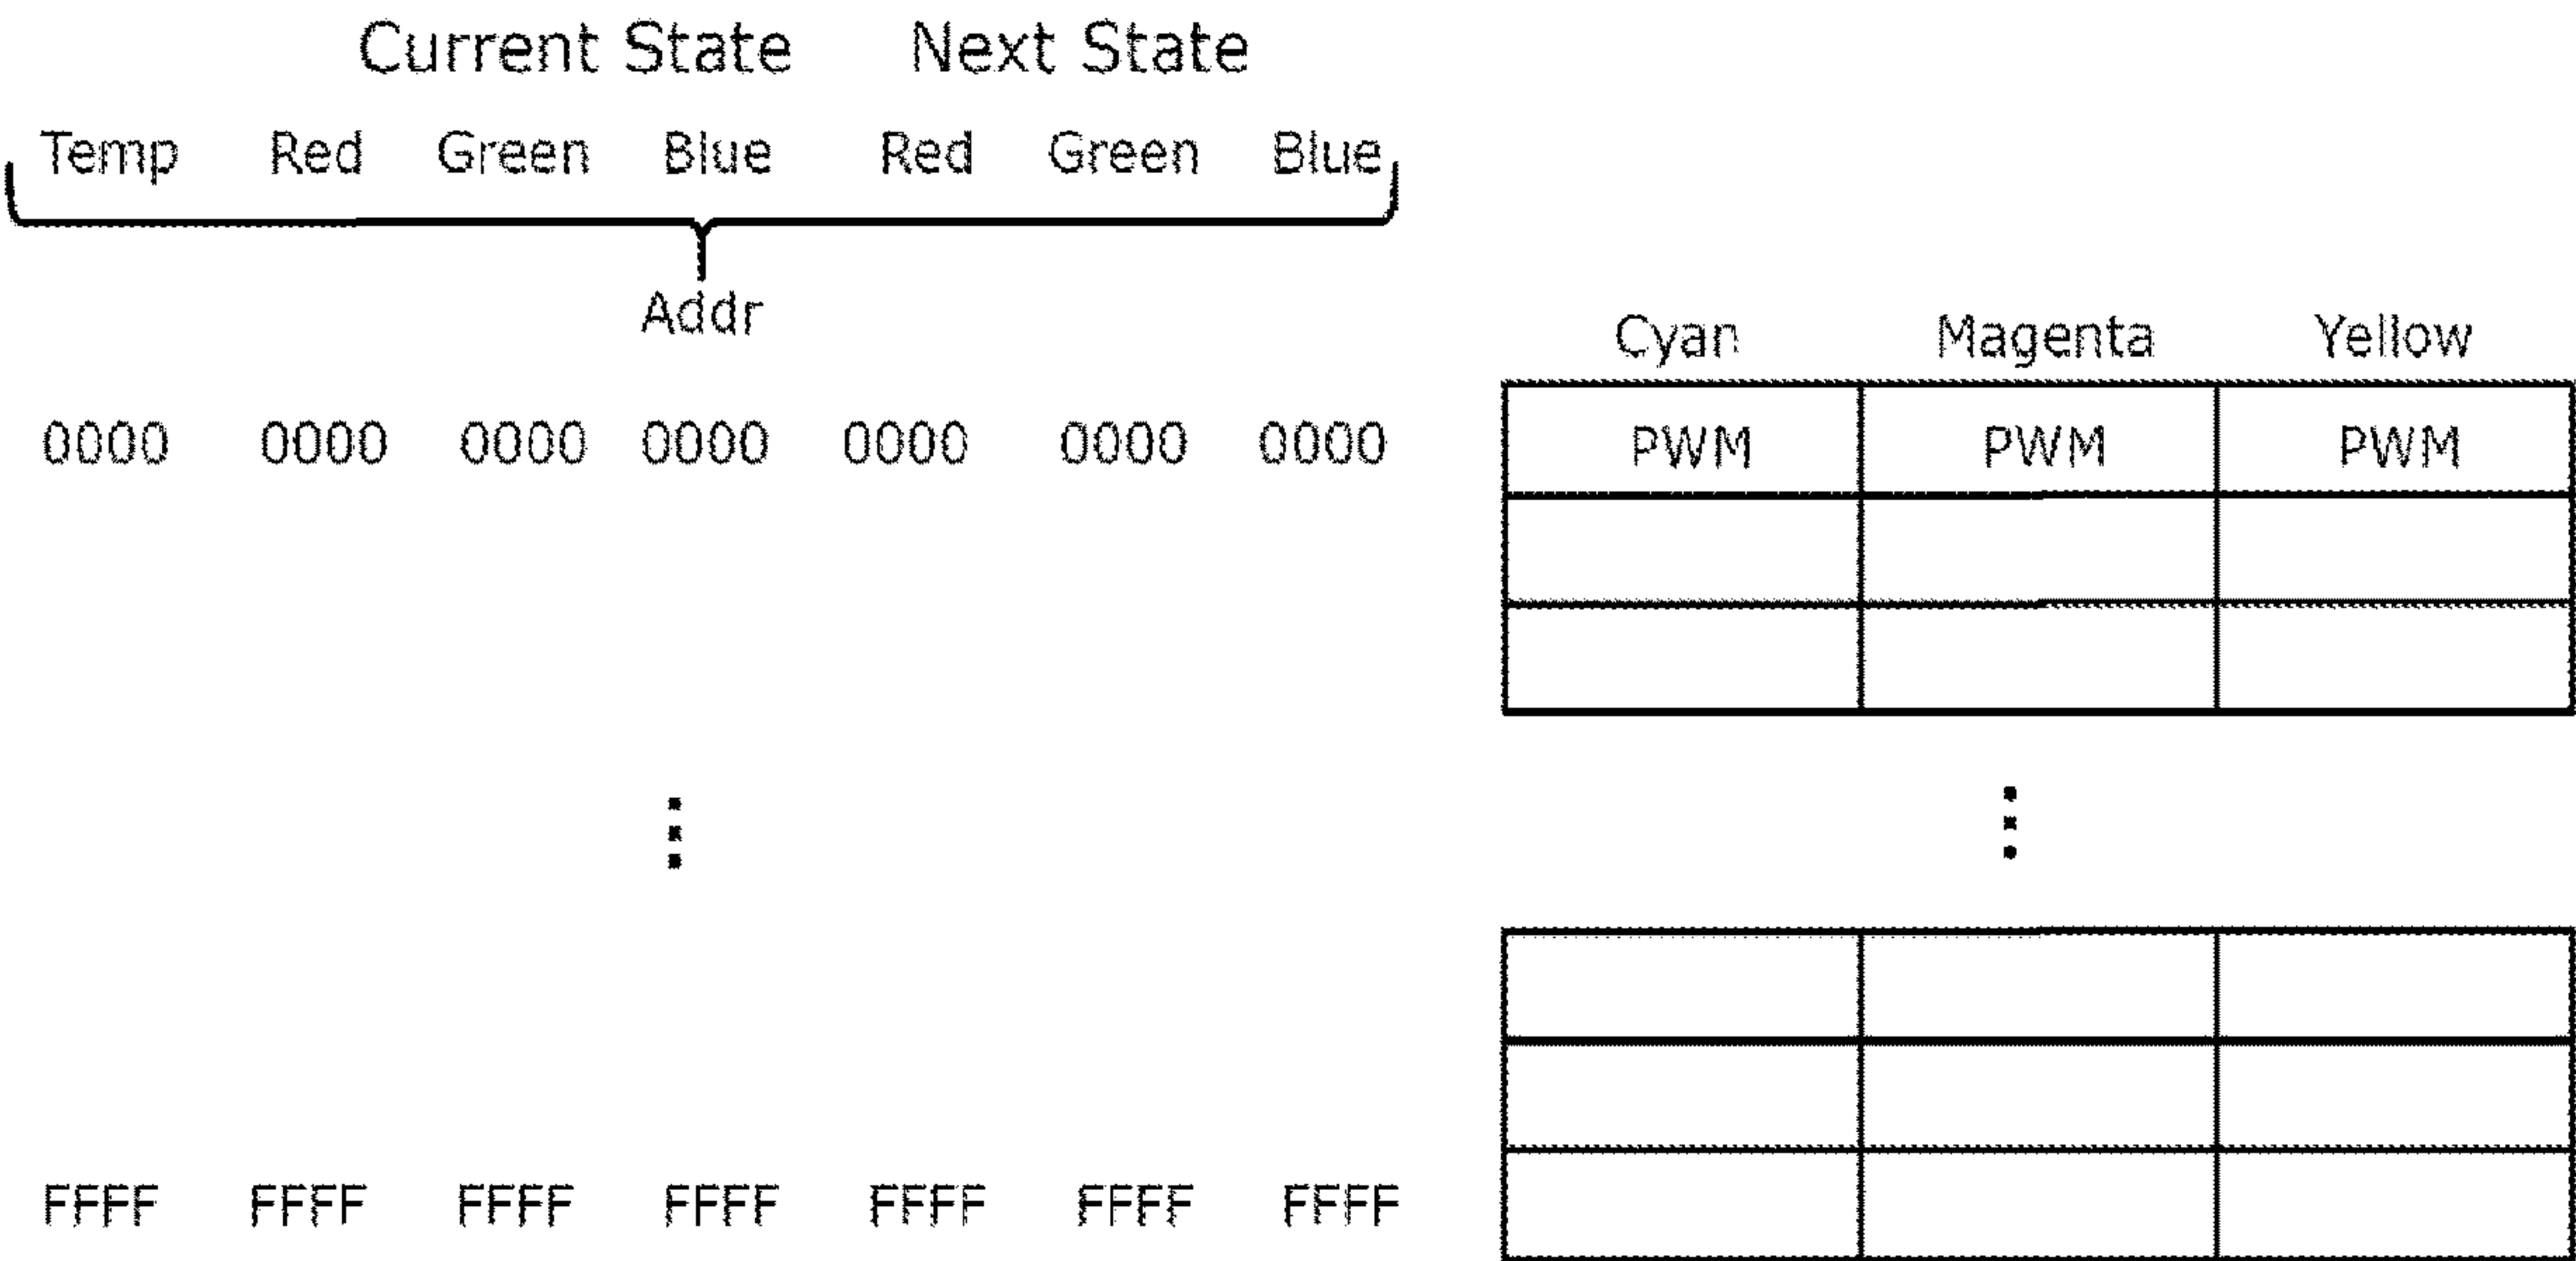 Current State Next State
Temp Red Green Blue Red Green Blue
Addr
Cyan Magenta Yellow
0000 0000 0000 0000 0000 0000 0000 PWM PWM PWM
FFFF FFFF FFFF FFFF FFFF FFFF FFFF